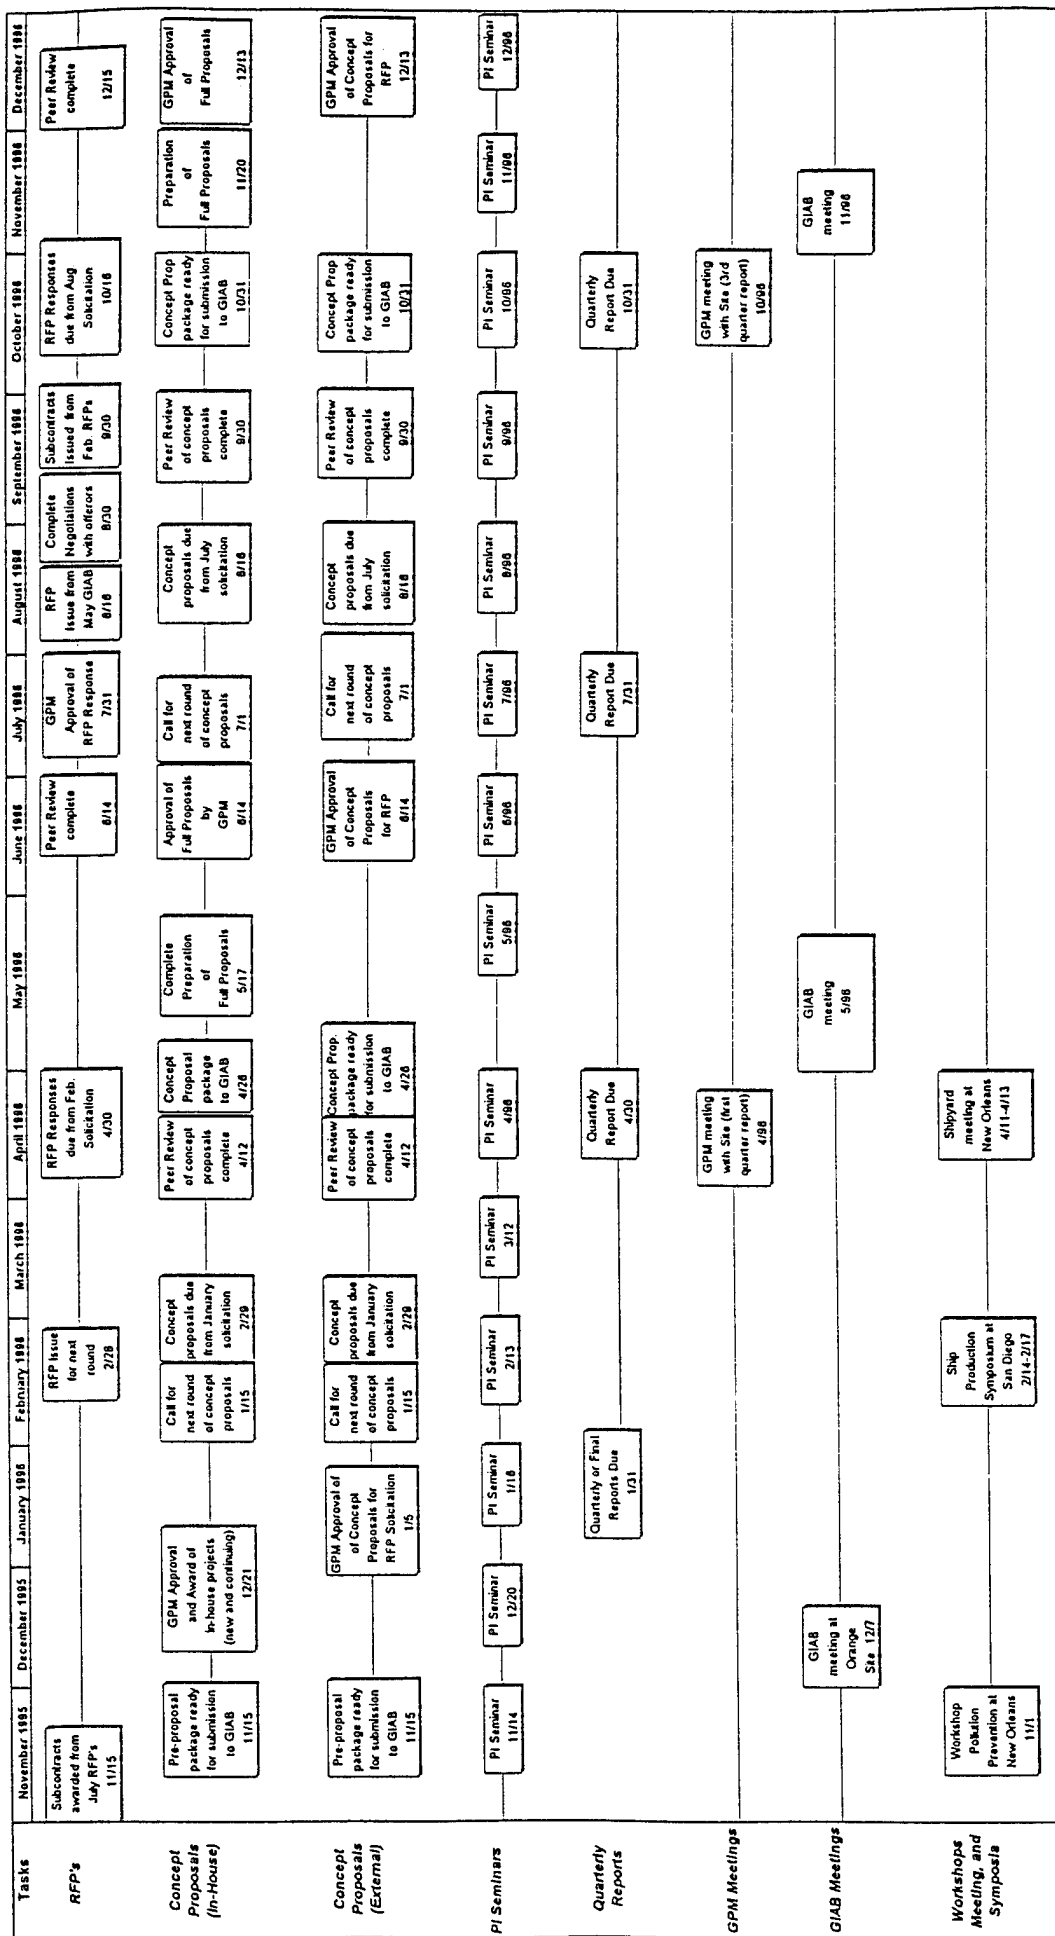 Tasks
November 1995
December 1995
January 1996
February 1996
March 1996
April 1996
May 1996
June 1996
July 1996
August 1996
September 1996
October 1996
November 1996
December 1996
RFP's
Subcontracts
awarded from
July RFP's
11/15
RFP Issue
for next
round
2/28
RFP Responses
due from Feb.
Solicitation
4/30
Peer Review
complete
6/14
GPM
Approval of
RFP Response
7/31
RFP
Issue from
May GIAB
8/16
Complete
Negotiations
with offerors
8/30
Subcontracts
Issued from
Feb. RFPs
9/30
RFP Responses
due from Aug
Solicitation
10/16
Peer Review
complete
12/15
Concept
Proposals
(In-House)
Pre-proposal
package ready
for submission
to GIAB
11/15
GPM Approval
and Award of
In-house projects
(new and continuing)
12/21
Call for
next round
of concept
proposals
1/15
Concept
proposals due
from January
solicitation
2/29
Peer Review
of concept
proposals
complete
4/12
Concept
Proposal
package
to GIAB
4/26
Complete
Preparation
of
Full Proposals
5/17
Approval of
Full Proposals
by
GPM
6/14
Call for
next round
of concept
proposals
7/1
Concept
proposals due
from July
solicitation
8/16
Peer Review
of concept
proposals
complete
9/30
Concept Prop
package ready
for submission
to GIAB
10/31
Preparation
of
Full Proposals
11/20
GPM Approval
of
Full Proposals
12/13
Concept
Proposals
(External)
Pre-proposal
package ready
for submission
to GIAB
11/15
GPM Approval
of Concept
Proposals for
RFP Solicitation
1/5
Call for
next round
of concept
proposals
1/15
Concept
proposals due
from January
solicitation
2/29
Peer Review
of concept
proposals
complete
4/12
Concept Prop.
package ready
for submission
to GIAB
4/26
GPM Approval
of Concept
Proposals
for RFP
6/14
Call for
next round
of concept
proposals
7/1
Concept
proposals due
from July
solicitation
8/16
Peer Review
of concept
proposals
complete
9/30
Concept Prop
package ready
for submission
to GIAB
10/31
GPM Approval
of Concept
Proposals for
RFP
12/13
PI Seminars
PI Seminar
11/14
PI Seminar
12/20
PI Seminar
1/16
PI Seminar
2/13
PI Seminar
3/12
PI Seminar
4/96
PI Seminar
5/96
PI Seminar
6/96
PI Seminar
7/96
PI Seminar
8/96
PI Seminar
9/96
PI Seminar
10/96
PI Seminar
11/96
PI Seminar
12/96
Quarterly
Reports
Quarterly or Final
Reports Due
1/31
Quarterly
Report Due
4/30
Quarterly
Report Due
7/31
Quarterly
Report Due
10/31
GPM Meetings
GPM meeting
with Site (first
quarter report)
4/96
GPM meeting
with Site (3rd
quarter report)
10/96
GIAB Meetings
GIAB
meeting at
Orange
Site 12/7
GIAB
meeting
5/96
GIAB
meeting
11/96
Workshops
Meeting, and
Symposia
Workshop
Pollution
Prevention at
New Orleans
11/1
Ship
Production
Symposium at
San Diego
2/14-2/17
Shipyard
meeting at
New Orleans
4/11-4/13